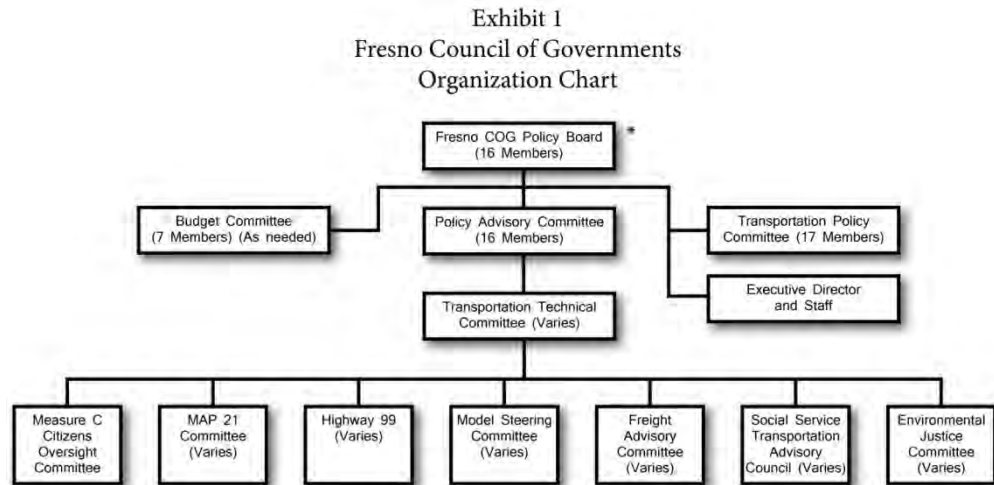 Exhibit 1
Fresno Council of Governments
Organization Chart
Fresno COG Policy Board
(16 Members)
*
Budget Committee
(7 Members) (As needed)
Policy Advisory Committee
(16 Members)
Transportation Policy
Committee (17 Members)
Executive Director
and Staff
Transportation Technical
Committee (Varies)
Measure C
Citizens
Oversight
Committee
MAP 21
Committee
(Varies)
Highway 99
(Varies)
Model Steering
Committee
(Varies)
Freight
Advisory
Committee
(Varies)
Social Service
Transportation
Advisory
Council (Varies)
Environmental
Justice
Committee
(Varies)